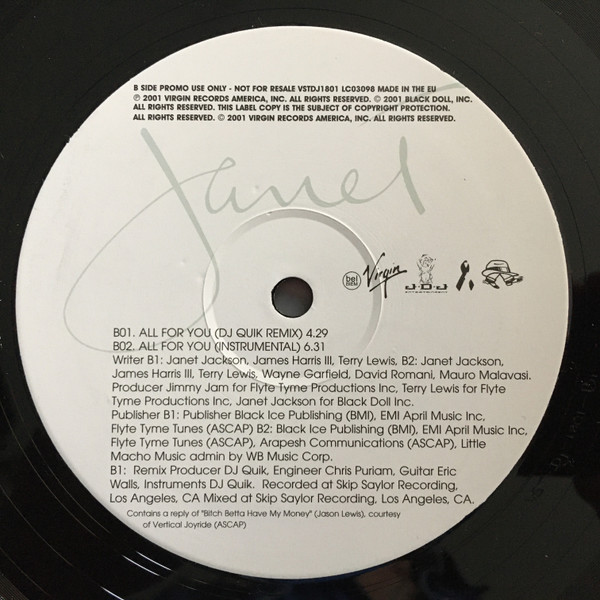 B SIDE PROMO USE ONLY - NOT FOR RESALE VSTDJ1801 LC03098 MADE IN THE EU
℗ 2001 VIRGIN RECORDS AMERICA, INC. ALL RIGHTS RESERVED. © 2001 BLACK DOLL, INC.
ALL RIGHTS RESERVED. THIS LABEL COPY IS THE SUBJECT OF COPYRIGHT PROTECTION.
ALL RIGHTS RESERVED. © 2001 VIRGIN RECORDS AMERICA, INC. ALL RIGHTS RESERVED.
Janet
Virgin
J·D·J
B01. ALL FOR YOU (DJ QUIK REMIX) 4.29
B02. ALL FOR YOU (INSTRUMENTAL) 6.31
Writer B1: Janet Jackson, James Harris III, Terry Lewis, B2: Janet Jackson,
James Harris III, Terry Lewis, Wayne Garfield, David Romani, Mauro Malavasi.
Producer Jimmy Jam for Flyte Tyme Productions Inc, Terry Lewis for Flyte
Tyme Productions Inc, Janet Jackson for Black Doll Inc.
Publisher B1: Publisher Black Ice Publishing (BMI), EMI April Music Inc,
Flyte Tyme Tunes (ASCAP) B2: Black Ice Publishing (BMI), EMI April Music Inc,
Flyte Tyme Tunes (ASCAP), Arapesh Communications (ASCAP), Little
Macho Music admin by WB Music Corp.
B1: Remix Producer DJ Quik, Engineer Chris Puriam, Guitar Eric
Walls, Instruments DJ Quik. Recorded at Skip Saylor Recording,
Los Angeles, CA Mixed at Skip Saylor Recording, Los Angeles, CA.
Contains a reply of "Bitch Betta Have My Money" (Jason Lewis), courtesy
of Vertical Joyride (ASCAP)